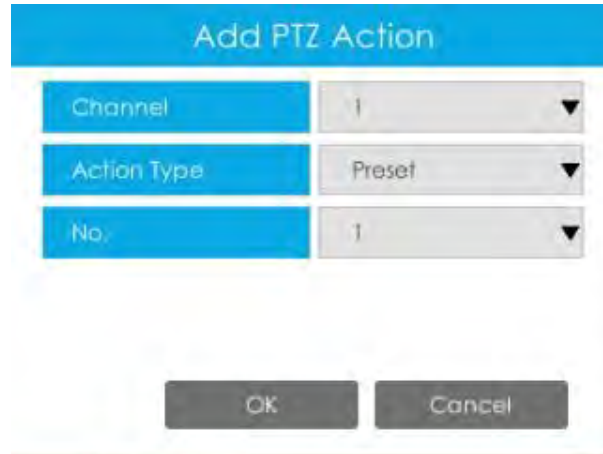 Add PTZ Action
Channel 1
Action Type Preset
No. 1
OK Cancel